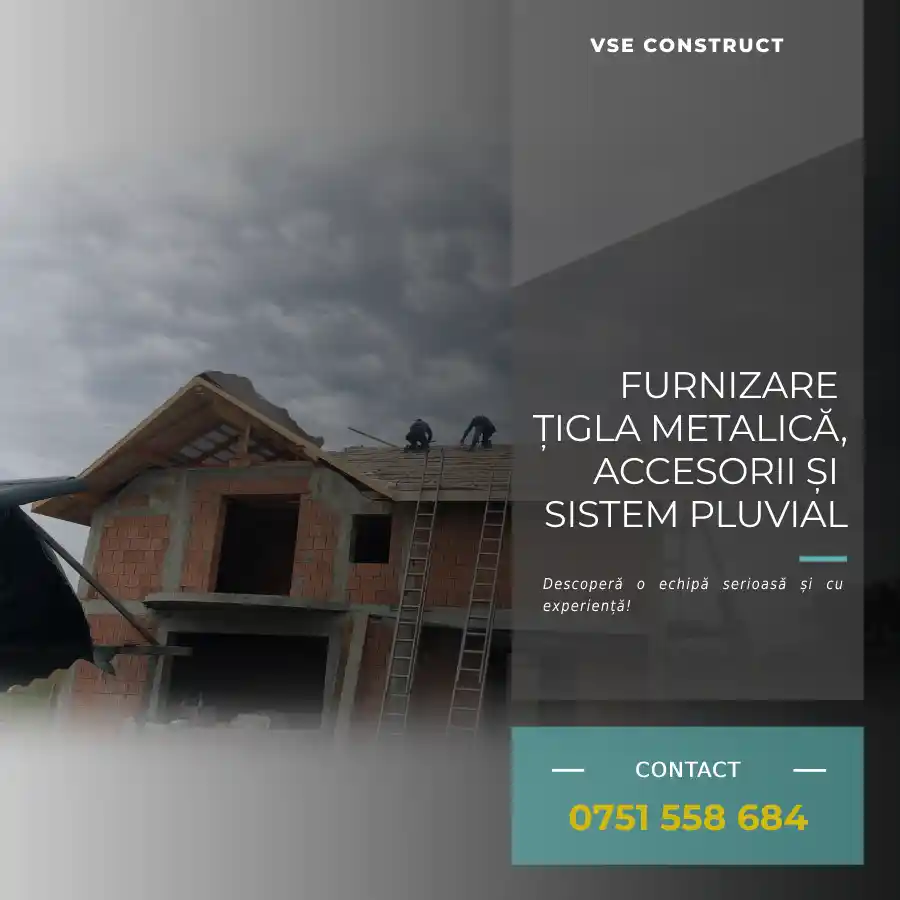 VSE CONSTRUCT
FURNIZARE
ȚIGLA METALICĂ,
ACCESORII ȘI
SISTEM PLUVIAL
Descoperă o echipă serioasă și cu
experiență!
CONTACT
0751 558 684